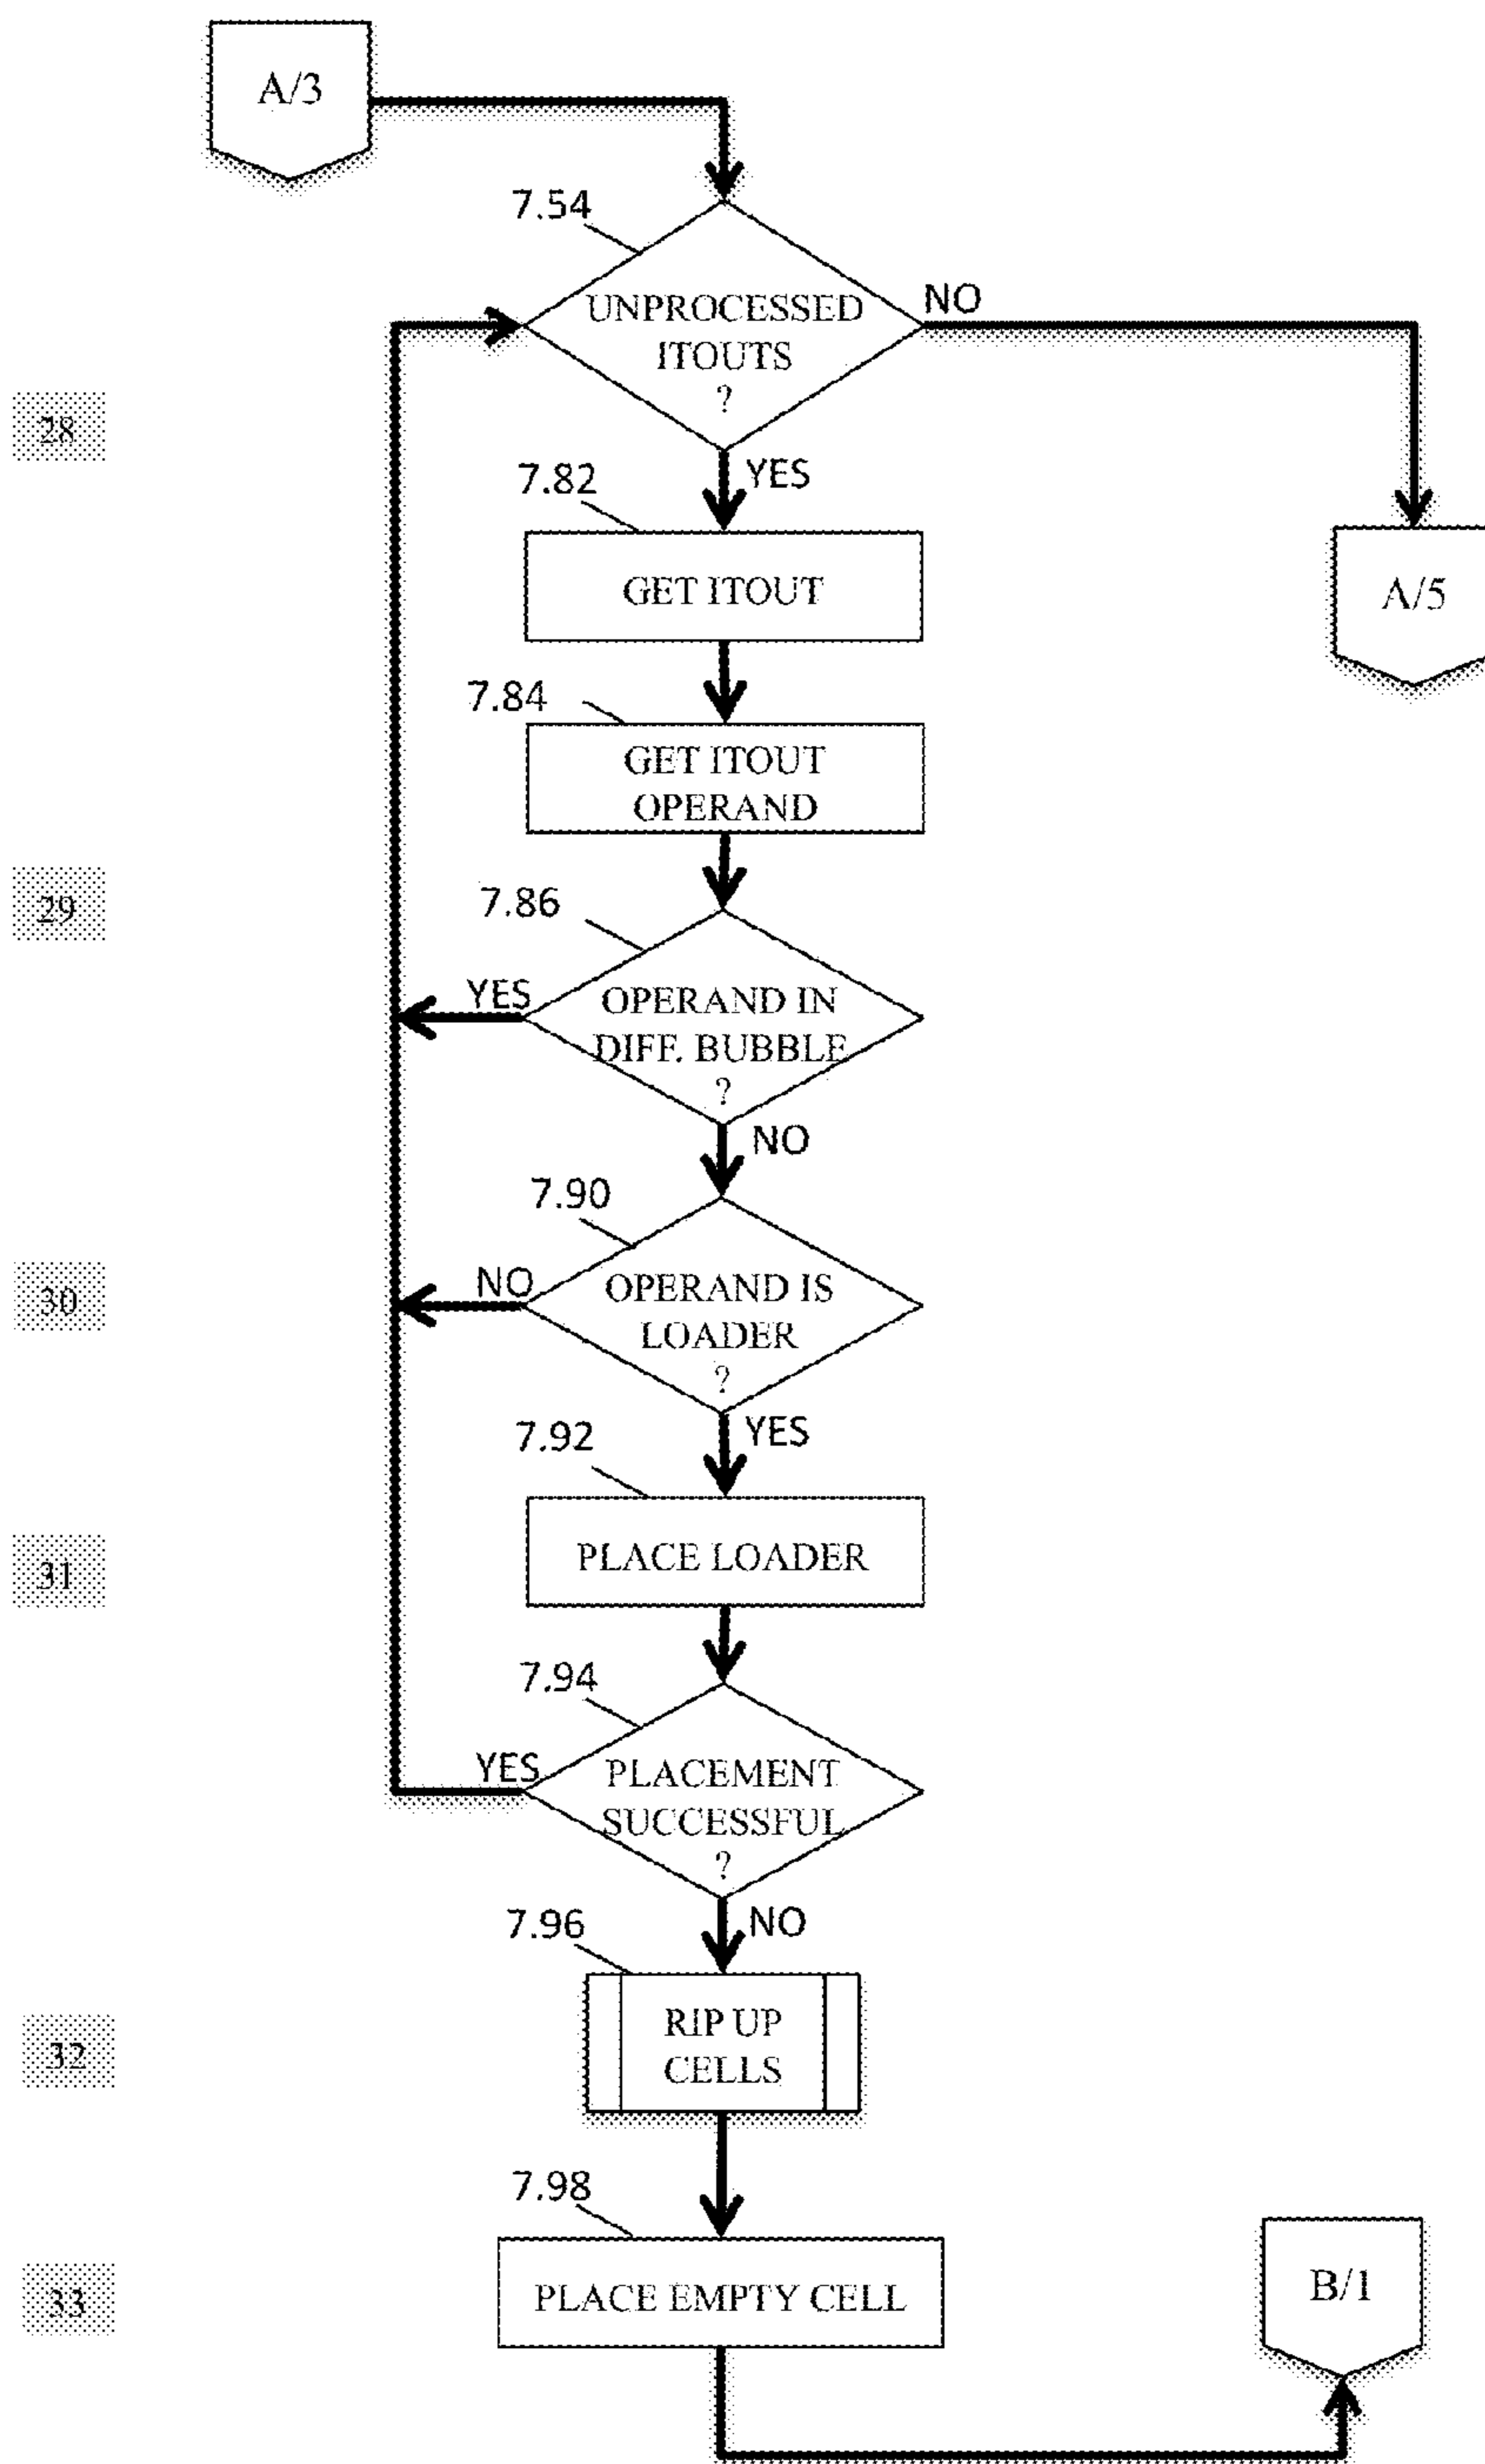 A/3
7.54
UNPROCESSED
ITOUTS
?
NO
28
YES
7.82
GET ITOUT
A/5
7.84
GET ITOUT
OPERAND
29
7.86
YES
OPERAND IN
DIFF. BUBBLE
?
NO
7.90
30
NO
OPERAND IS
LOADER
?
YES
7.92
31
PLACE LOADER
7.94
YES
PLACEMENT
SUCCESSFUL
?
NO
7.96
32
RIP UP
CELLS
7.98
33
PLACE EMPTY CELL
B/1